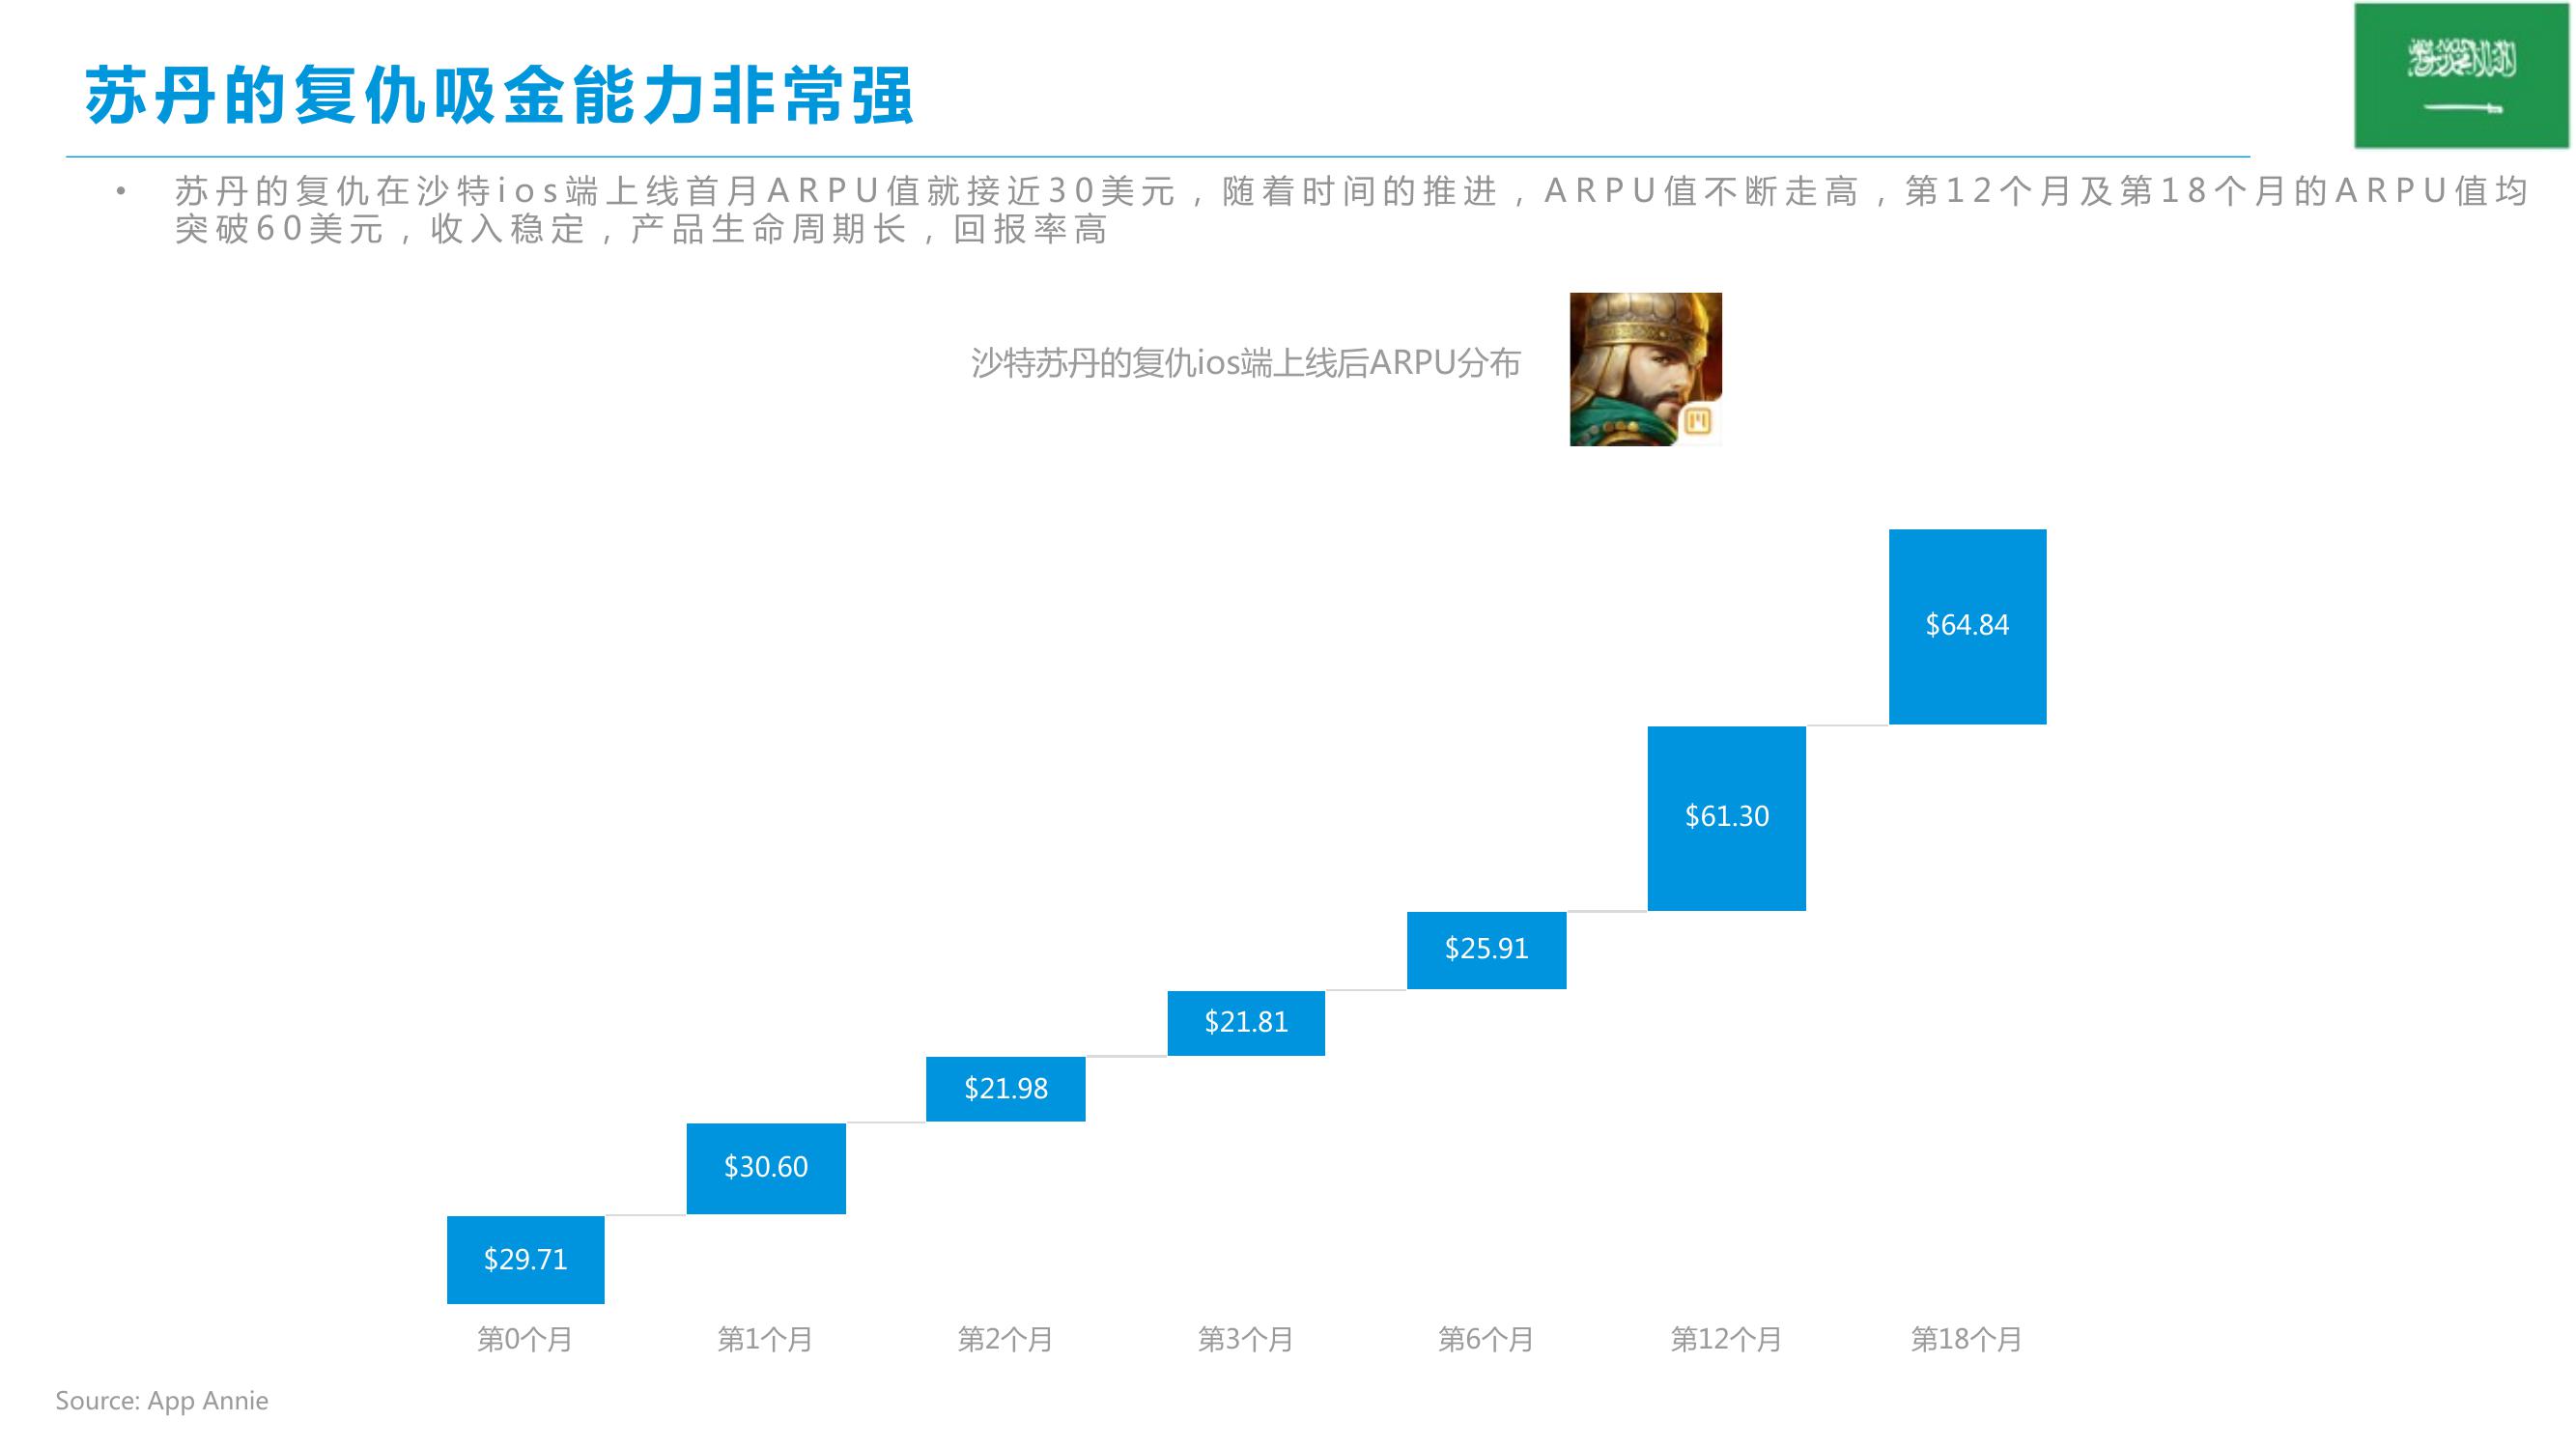 苏丹的复仇吸金能力非常强
• 苏丹的复仇在沙特ios端上线首月ARPU值就接近30美元，随着时间的推进，ARPU值不断走高，第12个月及第18个月的ARPU值均
突破60美元，收入稳定，产品生命周期长，回报率高
沙特苏丹的复仇ios端上线后ARPU分布
$64.84
$61.30
$25.91
$21.81
$21.98
$30.60
$29.71
第0个月 第1个月 第2个月 第3个月 第6个月 第12个月 第18个月
Source: App Annie